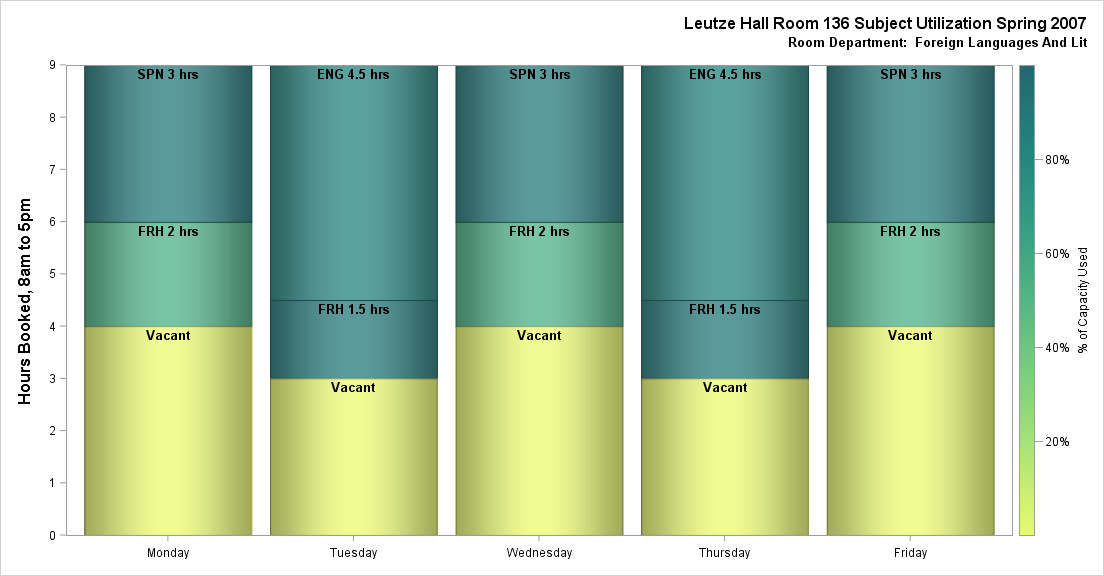 Leutze Hall Room 136 Subject Utilization Spring 2007
Room Department:  Foreign Languages And Lit
Hours Booked, 8am to 5pm
9
8
7
6
5
4
3
2
1
0
SPN 3 hrs
FRH 2 hrs
Vacant
ENG 4.5 hrs
FRH 1.5 hrs
Vacant
SPN 3 hrs
FRH 2 hrs
Vacant
ENG 4.5 hrs
FRH 1.5 hrs
Vacant
SPN 3 hrs
FRH 2 hrs
Vacant
Monday
Tuesday
Wednesday
Thursday
Friday
80%
60%
40%
20%
% of Capacity Used